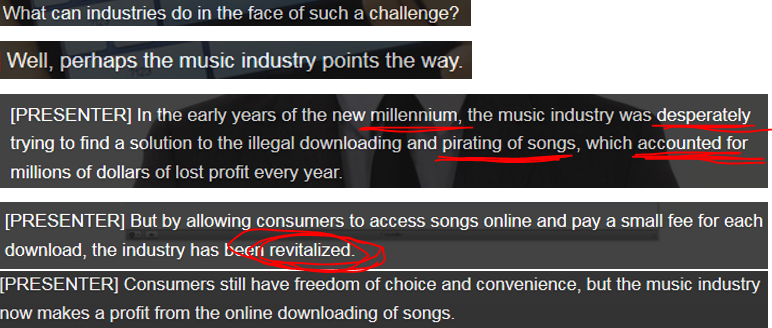 What can industries do in the face of such a challenge?
Well, perhaps the music industry points the way.
[PRESENTER] In the early years of the new millennium, the music industry was desperately
trying to find a solution to the illegal downloading and pirating of songs, which accounted for
millions of dollars of lost profit every year.
[PRESENTER] But by allowing consumers to access songs online and pay a small fee for each
download, the industry has been revitalized.
[PRESENTER] Consumers still have freedom of choice and convenience, but the music industry
now makes a profit from the online downloading of songs.